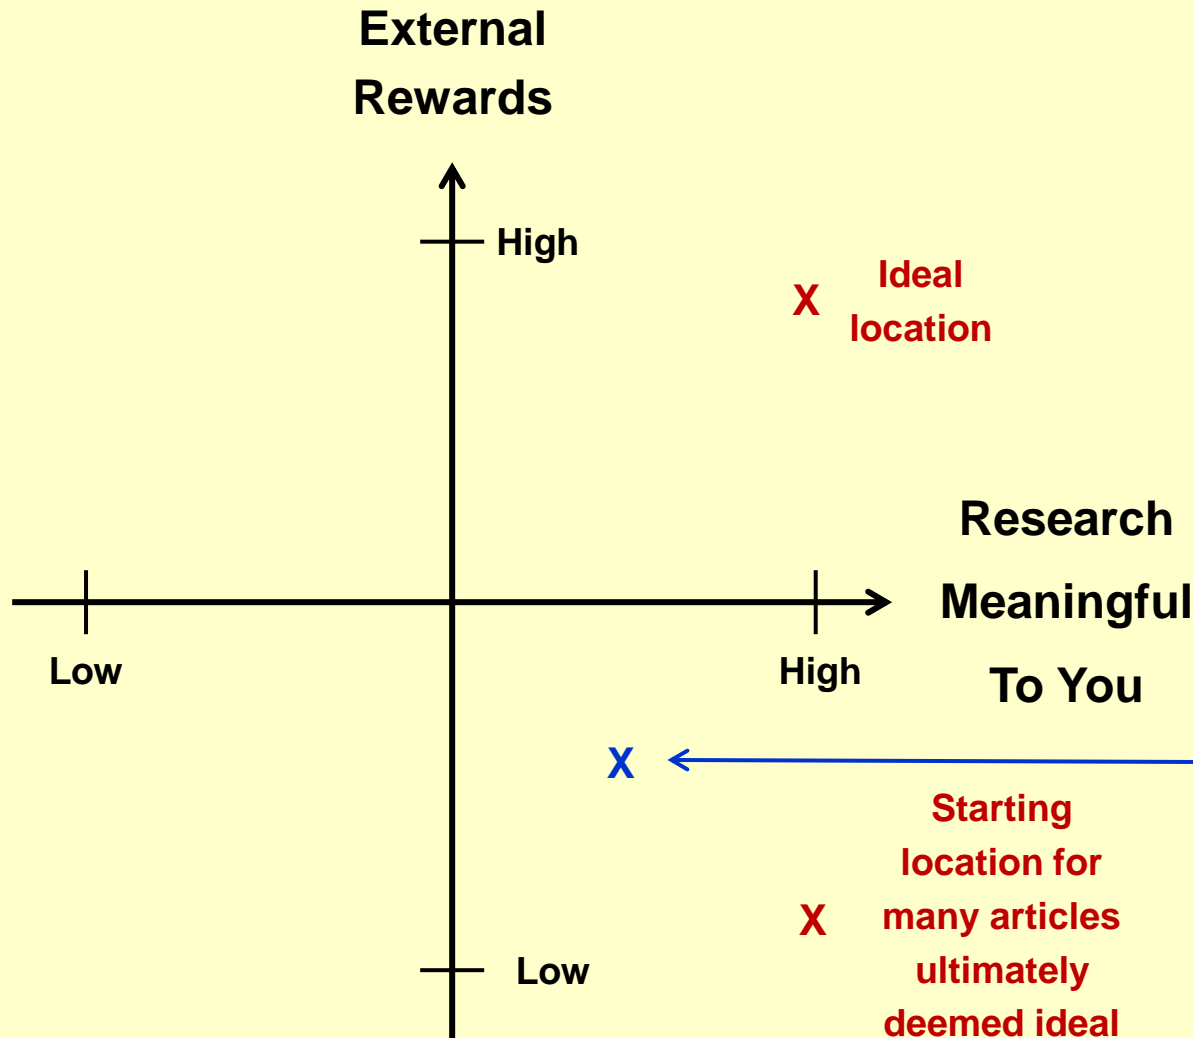 External
Rewards
High
X
Ideal
location
Research
Meaningful
To You
Low
High
X
Starting
location for
many articles
ultimately
deemed ideal
X
Low